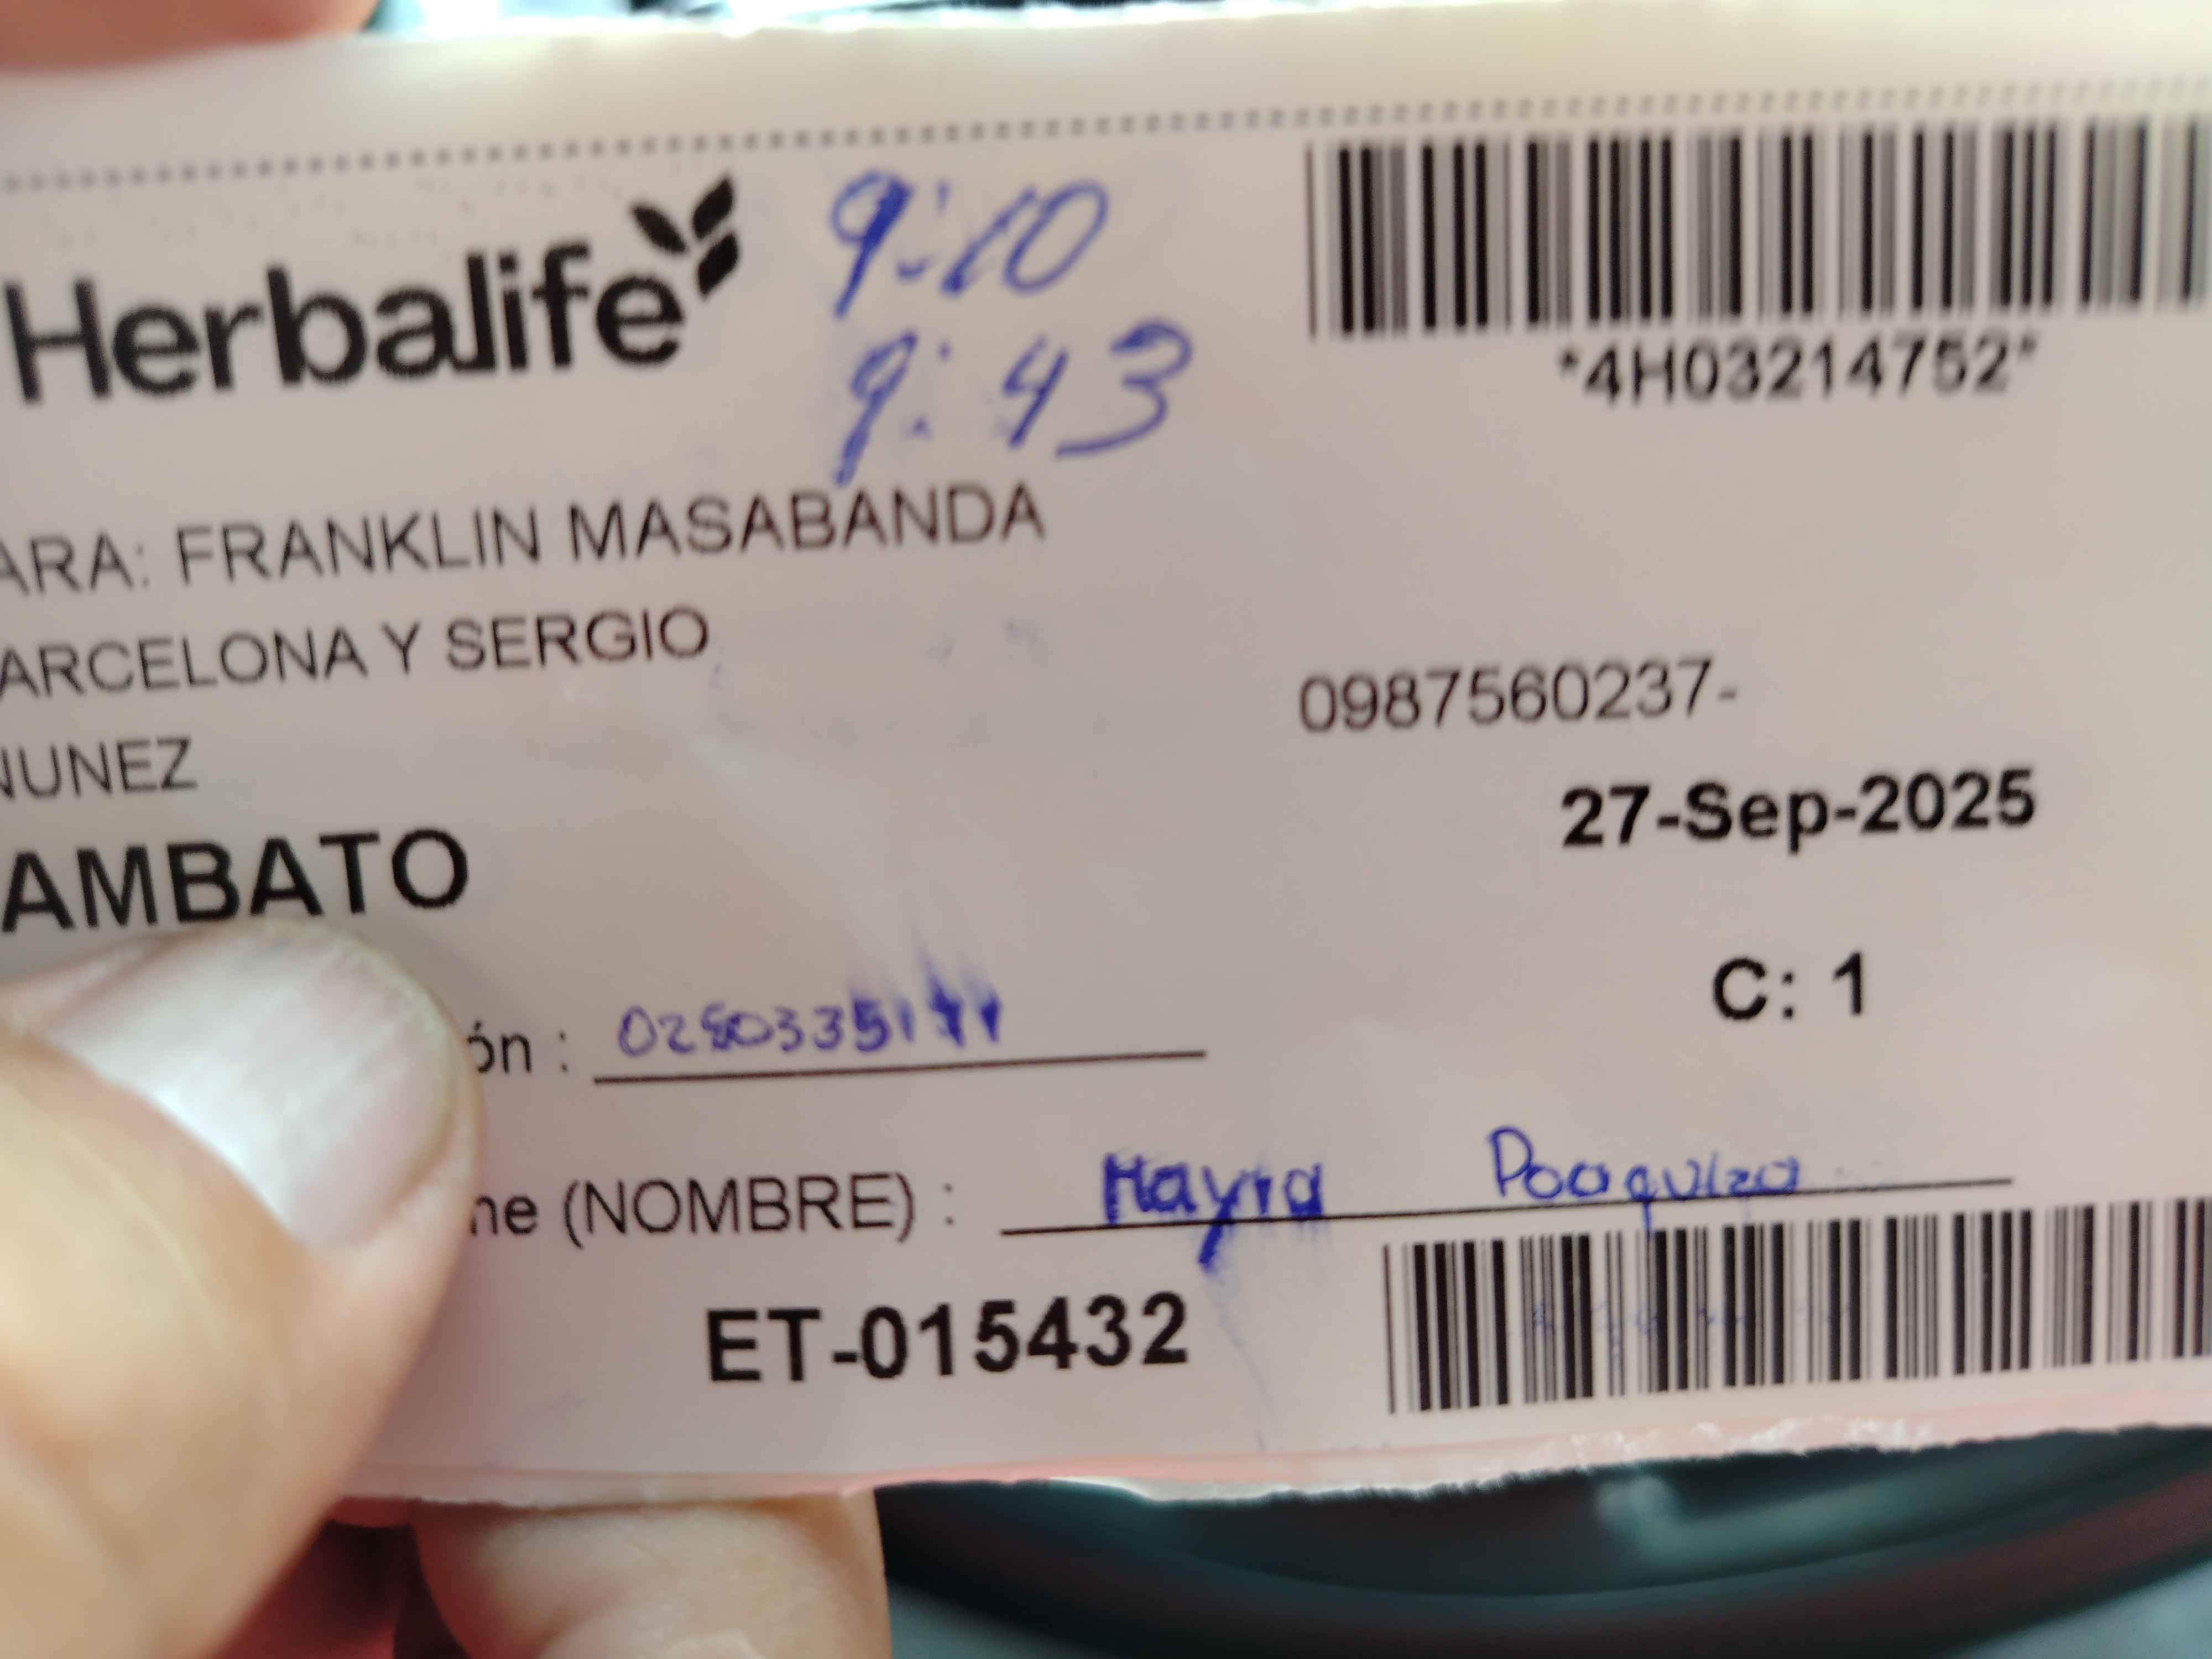 Herbalife
9:10
9:43
*4H03214752*
ARA: FRANKLIN MASABANDA
ARCELONA Y SERGIO
NUNEZ
0987560237-
AMBATO
27-Sep-2025
C: 1
ón :
ne (NOMBRE) : Mayra
ET-015432